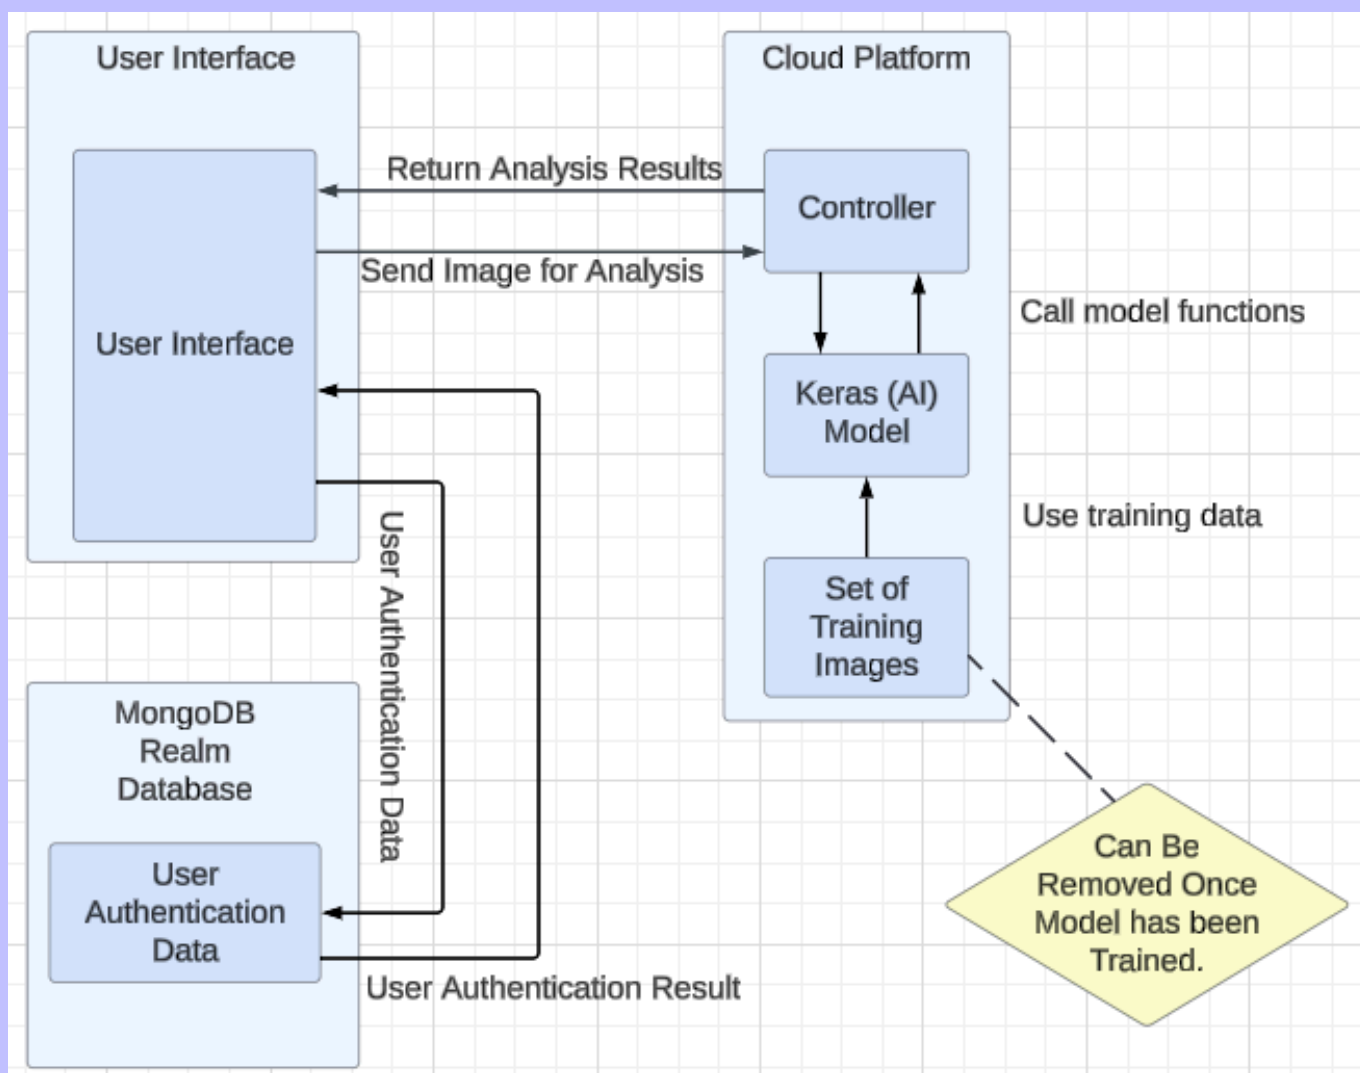 User Interface
Cloud Platform
Return Analysis Results
Controller
Send Image for Analysis
Call model functions
User Interface
Keras (AI)
Model
Use training data
User Authentication Data
Set of
Training
Images
MongoDB
Realm
Database
User
Authentication
Data
User Authentication Result
Can Be
Removed Once
Model has been
Trained.